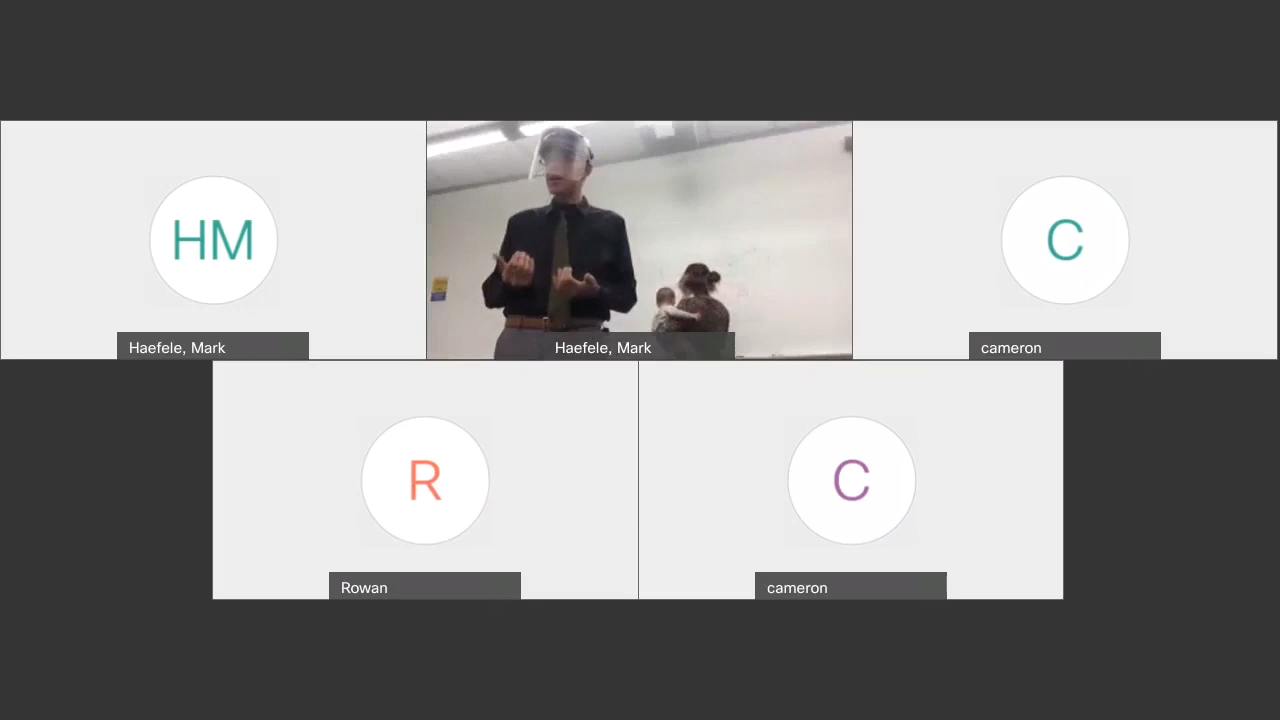 HM
Haefele, Mark
Haefele, Mark
C
cameron
R
Rowan
C
cameron